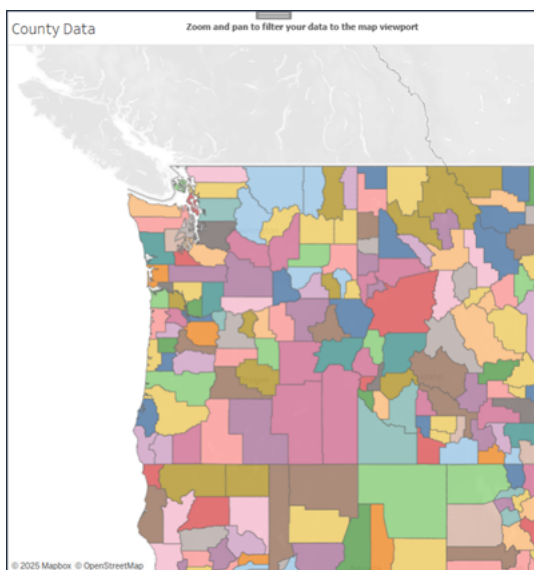 County Data
Zoom and pan to filter your data to the map viewport
© 2025 Mapbox © OpenStreetMap